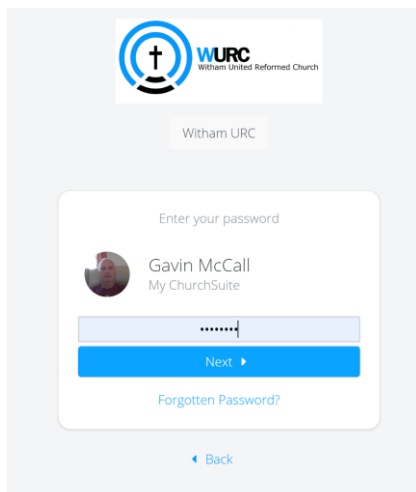 WURC
Witham United Reformed Church
Witham URC
Enter your password
Gavin McCall
My ChurchSuite
••••••••
Next
Forgotten Password?
Back